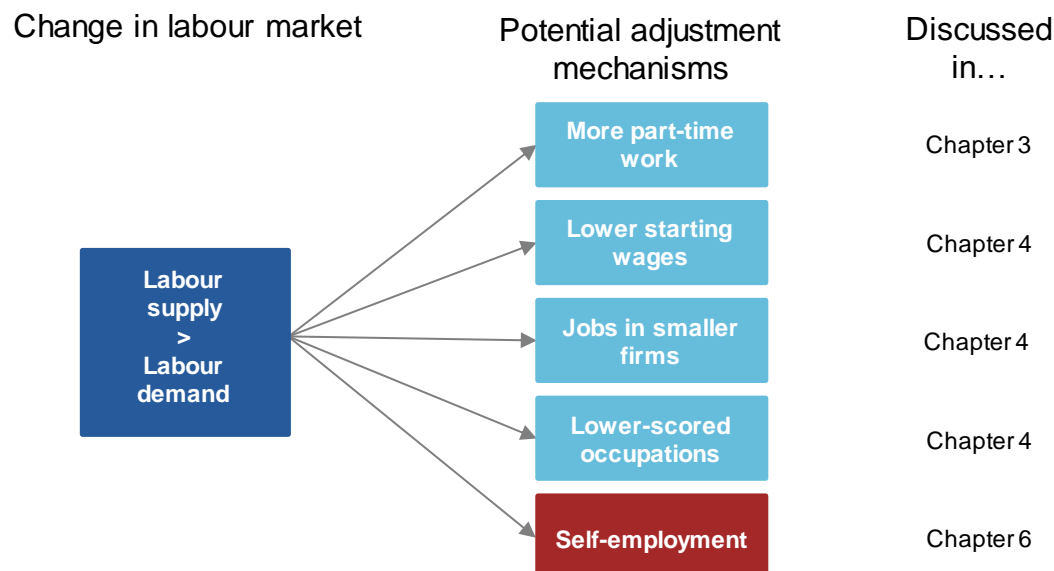 Change in labour market
Potential adjustment
mechanisms
Discussed
in…
Labour
supply
>
Labour
demand
More part-time
work
Chapter 3
Lower starting
wages
Chapter 4
Jobs in smaller
firms
Chapter 4
Lower-scored
occupations
Chapter 4
Self-employment
Chapter 6